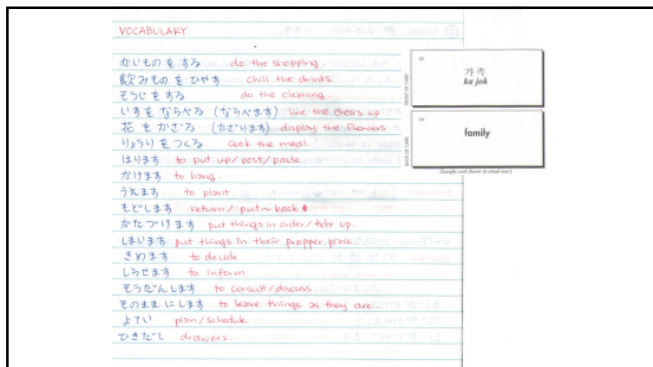 VOCABULARY
かいものをする do the shopping.
飲みものをひやす chill the drinks.
そうじをする do the cleaning.
いすをならべる (ならべます) line the chairs up
花をかざる (かざります) display the flowers
りょうりをつくる cook the meal.
はります to put up/post/paste
かけます to hang.
うえます to plant
もどします return/put~back
かたづけます put things in order/tidy up.
しまいます put things in their propper place.
きめます to decide
しらせます to inform
そうだんします to consult/discuss.
そのままにします to leave things as they are.
よてい plan/schedule.
ひきだし drawers.
가족
ka jok
family
(Sample card shown at actual size.)